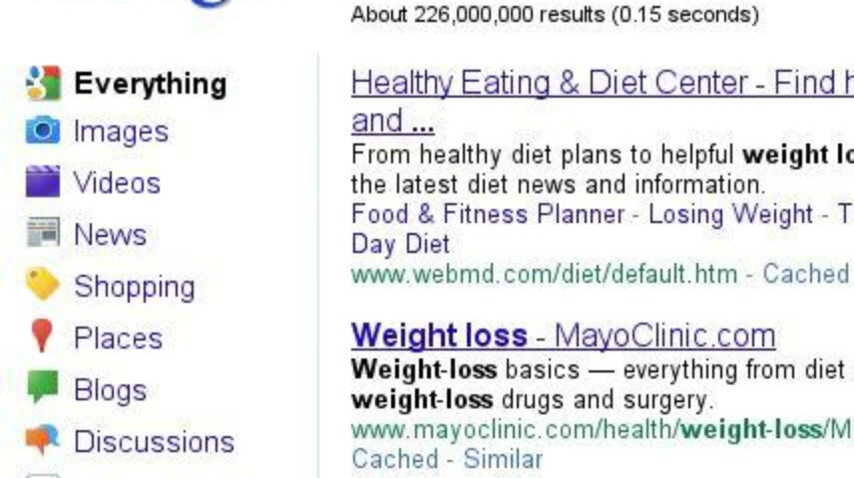 About 226,000,000 results (0.15 seconds)
Everything
Images
Videos
News
Shopping
Places
Blogs
Discussions
Healthy Eating & Diet Center - Find
and ...
From healthy diet plans to helpful weight
the latest diet news and information.
Food & Fitness Planner - Losing Weight -
Day Diet
www.webmd.com/diet/default.htm - Cached
Weight loss - MayoClinic.com
Weight-loss basics — everything from diet
weight-loss drugs and surgery.
www.mayoclinic.com/health/weight-loss/M
Cached - Similar